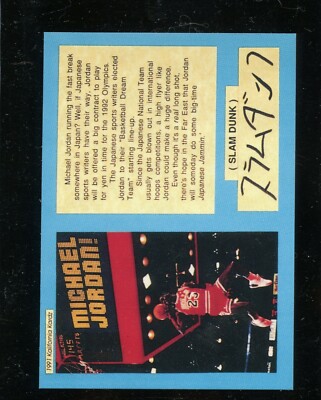 スラムダンク
( SLAM DUNK )
Michael Jordan running the fast break
somewhere in Japan? Well, if Japanese
sports writers have their way, Jordan
will be offered a big contract to play
for yen in time for the 1992 Olympics.
The Japanese sports writers elected
Jordan to their "Basketball Dream
Team" starting line-up.
Since the Japanese National Team
usually gets blown out in international
hoops competitions, a high flyer like
Jordan could make a huge difference.
Even though it's a real long shot,
there's hope in the Far East that Jordan
will someday do some big-time
Japanese Jammin'.
MICHAEL
JORDAN
23
1991 Kalifornia Kardz